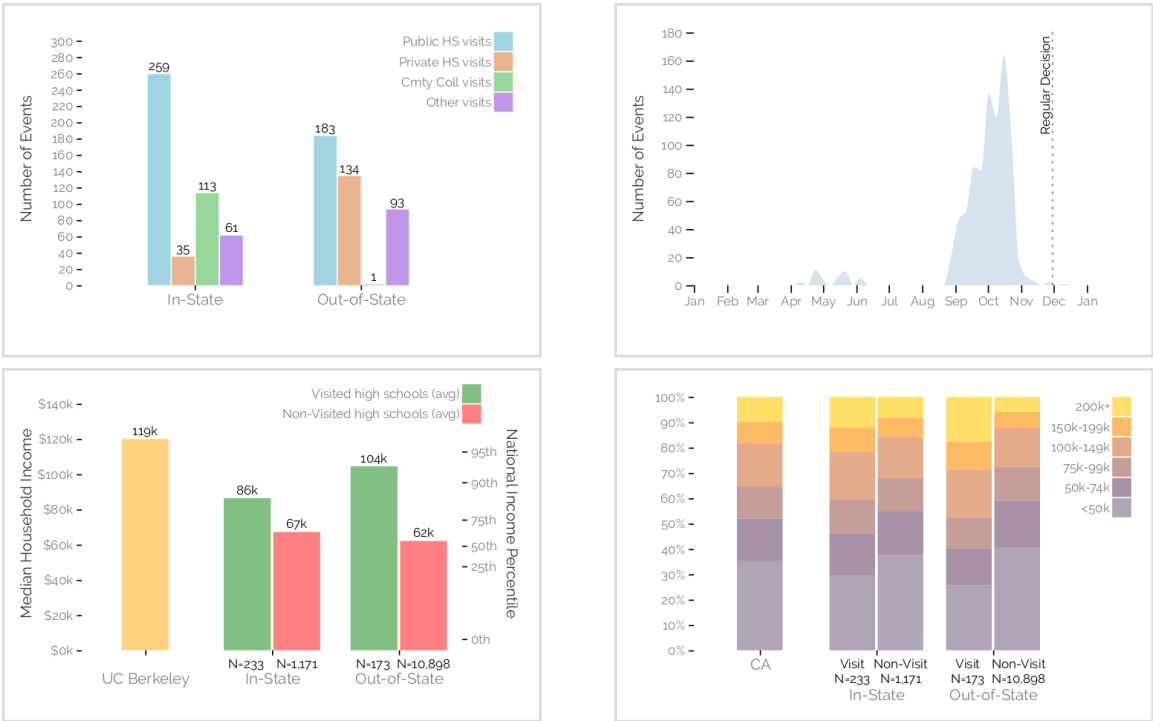 300
280
260
240
220
200
180
160
140
120
100
80
60
40
20
0
Number of Events
Public HS visits
Private HS visits
Cmty Coll visits
Other visits
259
35
113
61
183
134
1
93
In-State
Out-of-State
180
160
140
120
100
80
60
40
20
0
Number of Events
Regular Decision
Jan Feb Mar Apr May Jun Jul Aug Sep Oct Nov Dec Jan
$140k
$120k
$100k
$80k
$60k
$40k
$20k
$0k
Median Household Income
Visited high schools (avg)
Non-Visited high schools (avg)
119k
86k
67k
104k
62k
95th
90th
75th
50th
25th
0th
National Income Percentile
N=233 N=1,171 N=173 N=10,898
UC Berkeley In-State Out-of-State
100%
90%
80%
70%
60%
50%
40%
30%
20%
10%
0%
200k+
150k-199k
100k-149k
75k-99k
50k-74k
<50k
CA
Visit Non-Visit Visit Non-Visit
N=233 N=1,171 N=173 N=10,898
In-State Out-of-State